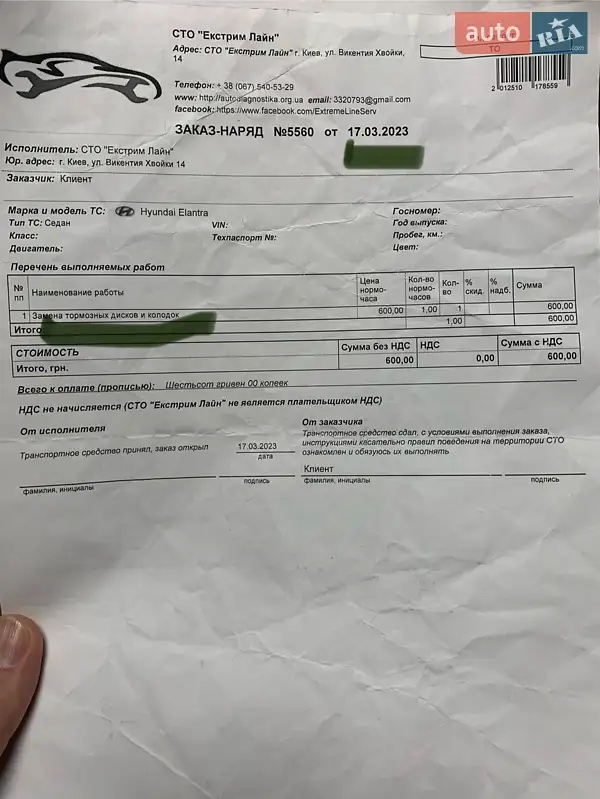 СТО "Екстрим Лайн"
Адрес: СТО "Екстрим Лайн" г. Киев, ул. Викентия Хвойки,
14
auto RIA .com
ТО
Телефон: + 38 (067) 540-53-29
www: http://autodiagnostika.org.ua email: 3320793@gmail.com
facebook: https://www.facebook.com/ExtremeLineServ
2 012510 178559
ЗАКАЗ-НАРЯД №5560 от 17.03.2023
Исполнитель: СТО "Екстрим Лайн"
Юр. адрес: г. Киев, ул. Викентия Хвойки 14
Заказчик: Клиент
Марка и модель ТС: Hyundai Elantra Госномер:
Тип ТС: Седан VIN: Год выпуска:
Класс: Техпаспорт №: Пробег, км.:
Двигатель: Цвет:
Перечень выполняемых работ
№ пп Наименование работы Цена нормо-часа Кол-во нормо-часов Кол-во % скид. % надб. Сумма
1 Замена тормозных дисков и колодок 600,00 1,00 1 600,00
Итого: 1,00 600,00
СТОИМОСТЬ Сумма без НДС НДС Сумма с НДС
Итого, грн. 600,00 0,00 600,00
Всего к оплате (прописью): Шестьсот гривен 00 копеек
НДС не начисляется (СТО "Екстрим Лайн" не является плательщиком НДС)
От исполнителя От заказчика
Транспортное средство сдал, с условиями выполнения заказа,
инструкциями касательно правил поведения на территории СТО
ознакомлен и обязуюсь их выполнять
Транспортное средство принял, заказ открыл 17.03.2023
дата
Клиент
фамилия, инициалы подпись фамилия, инициалы подпись